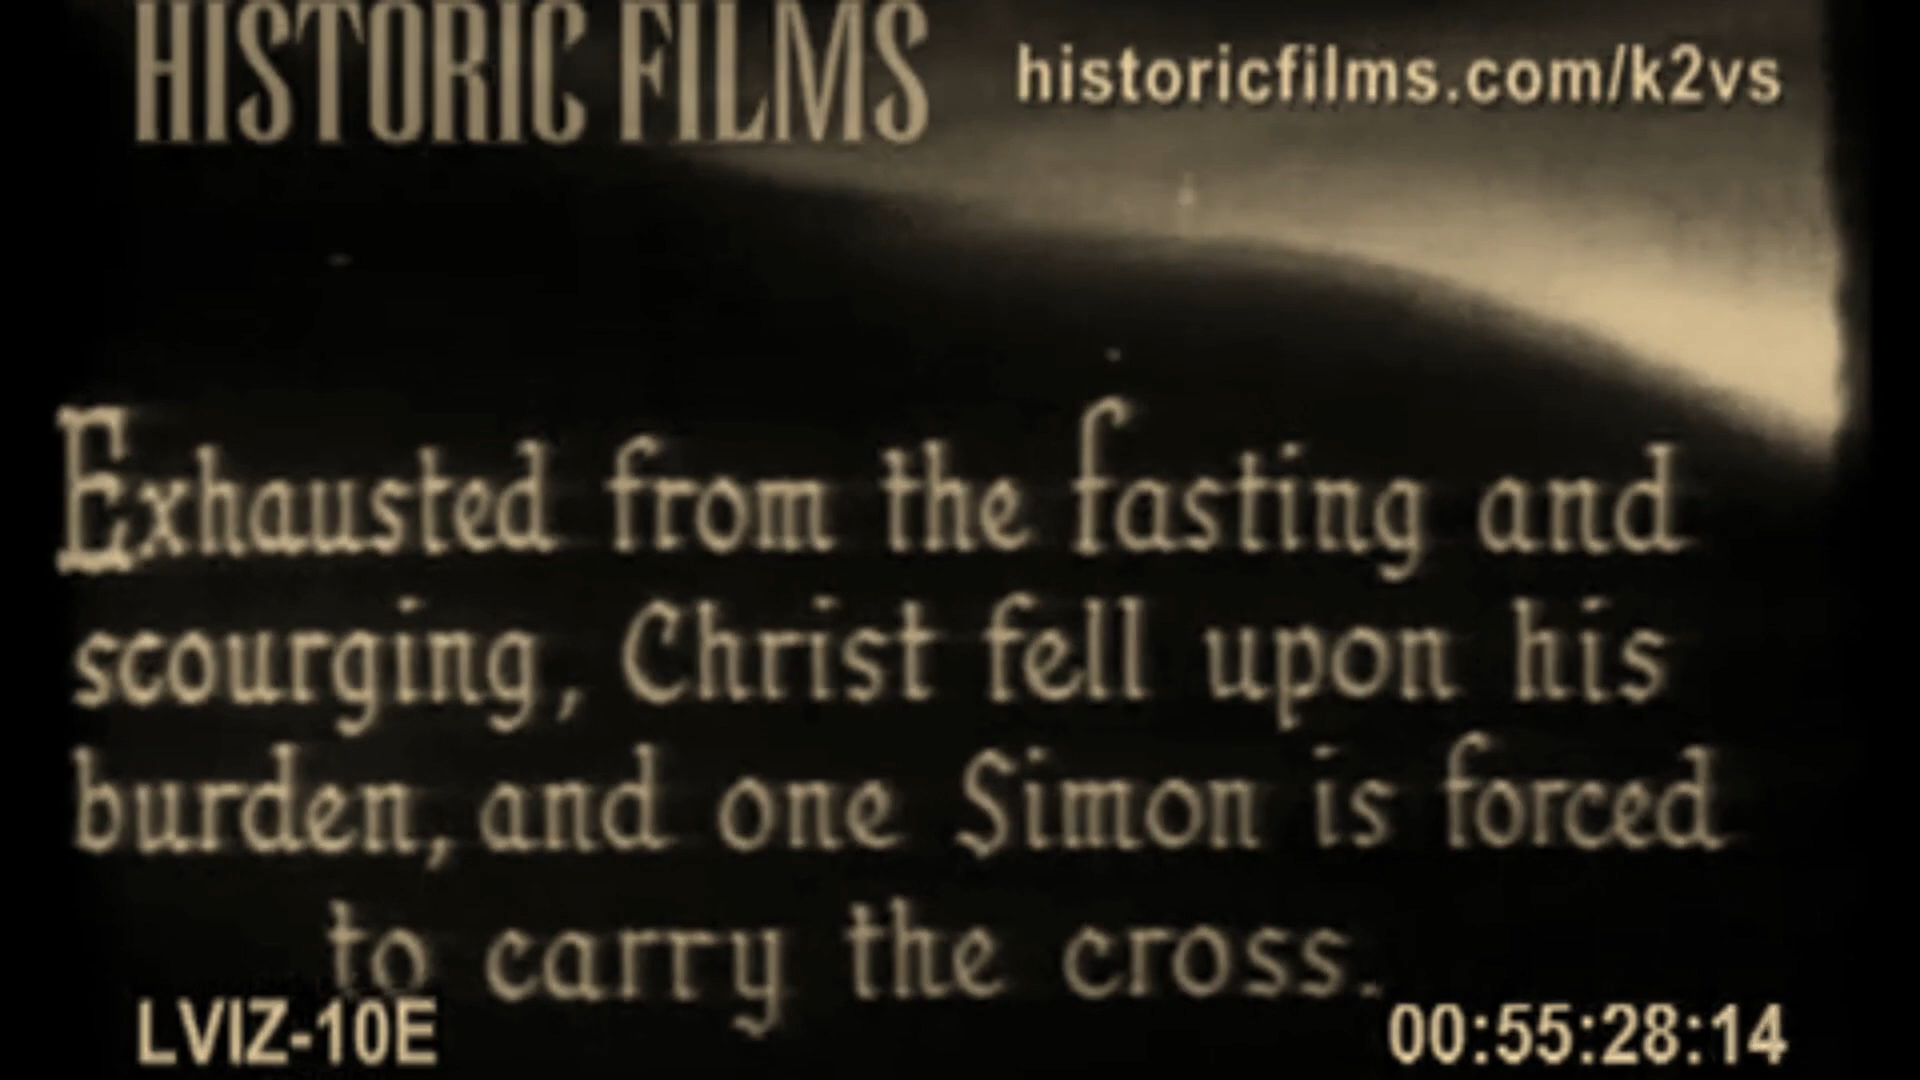 HISTORIC FILMS
historicfilms.com/k2vs
Exhausted from the fasting and
scourging, Christ fell upon his
burden, and one Simon is forced
to carry the cross.
LVIZ-10E
00:55:28:14